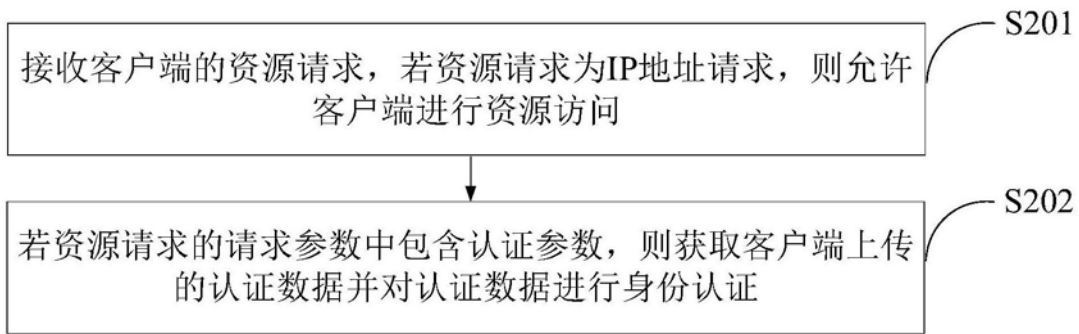 S201
接收客户端的资源请求，若资源请求为IP地址请求，则允许
客户端进行资源访问
S202
若资源请求的请求参数中包含认证参数，则获取客户端上传
的认证数据并对认证数据进行身份认证